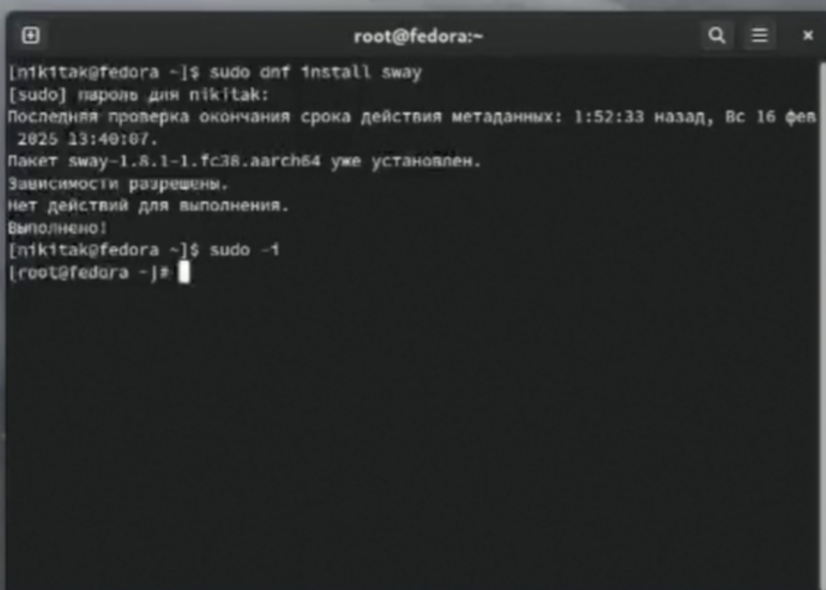 root@fedora:~
[nikitak@fedora ~]$ sudo dnf install sway
[sudo] пароль для nikitak:
Последняя проверка окончания срока действия метаданных: 1:52:33 назад, Вс 16 фев
2025 13:40:07.
Пакет sway-1.8.1-1.fc38.aarch64 уже установлен.
Зависимости разрешены.
Нет действий для выполнения.
Выполнено!
[nikitak@fedora ~]$ sudo -i
[root@fedora ~]#